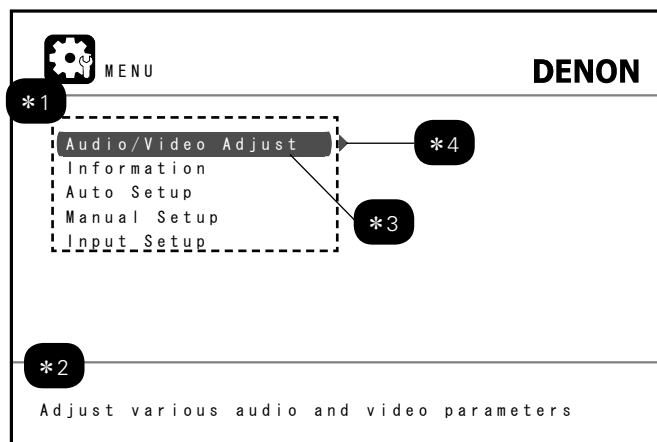 MENU
DENON
*1
Audio/Video Adjust
*4
Information
Auto Setup
Manual Setup
*3
Input Setup
*2
Adjust various audio and video parameters